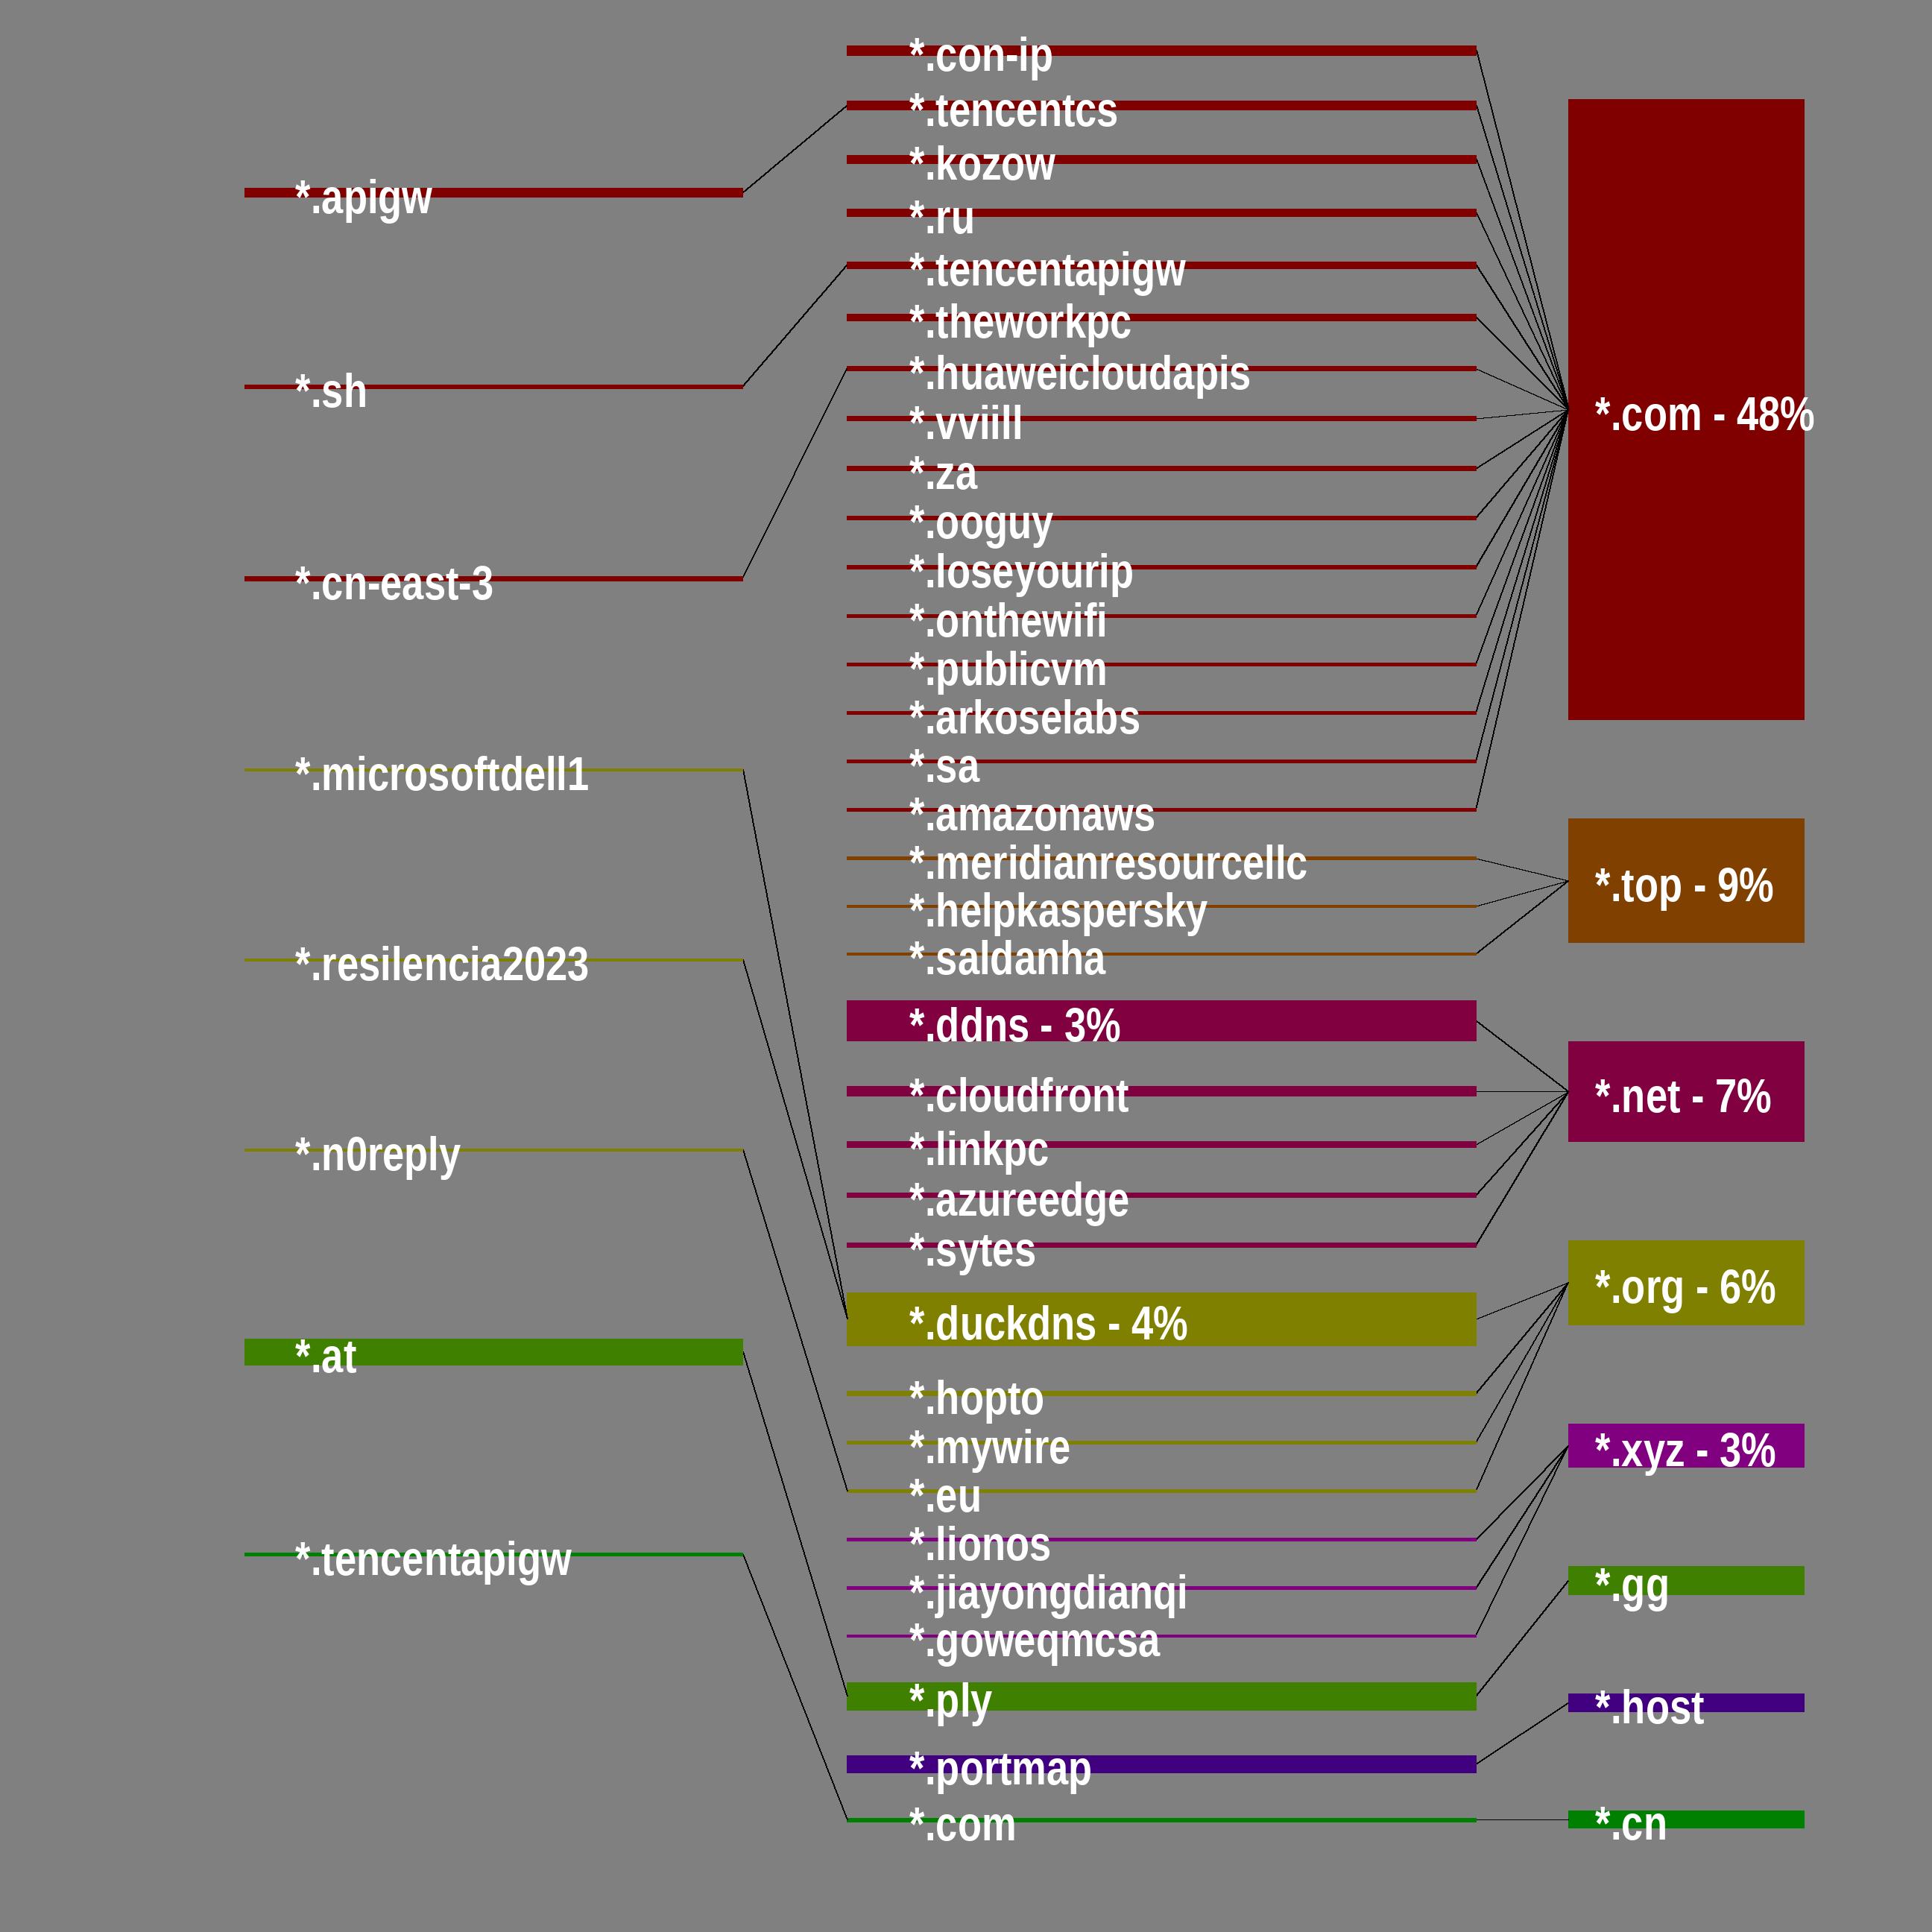 *.apigw
*.sh
*.cn-east-3
*.microsoftdell1
*.resilencia2023
*.n0reply
*.at
*.tencentapigw
*.con-ip
*.tencentcs
*.kozow
*.ru
*.tencentapigw
*.theworkpc
*.huaweicloudapis
*.vviill
*.za
*.ooguy
*.loseyourip
*.onthewifi
*.publicvm
*.arkoselabs
*.sa
*.amazonaws
*.meridianresourcellc
*.helpkaspersky
*.saldanha
*.ddns - 3%
*.cloudfront
*.linkpc
*.azureedge
*.sytes
*.duckdns - 4%
*.hopto
*.mywire
*.eu
*.lionos
*.jiayongdianqi
*.goweqmcsa
*.ply
*.portmap
*.com
*.com - 48%
*.top - 9%
*.net - 7%
*.org - 6%
*.xyz - 3%
*.gg
*.host
*.cn